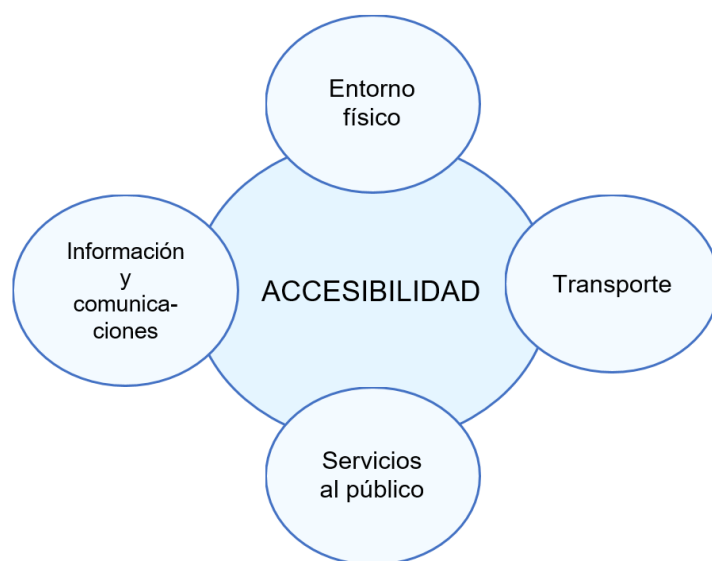 Entorno
físico
Información
y
comunica-
ciones
ACCESIBILIDAD
Transporte
Servicios
al público